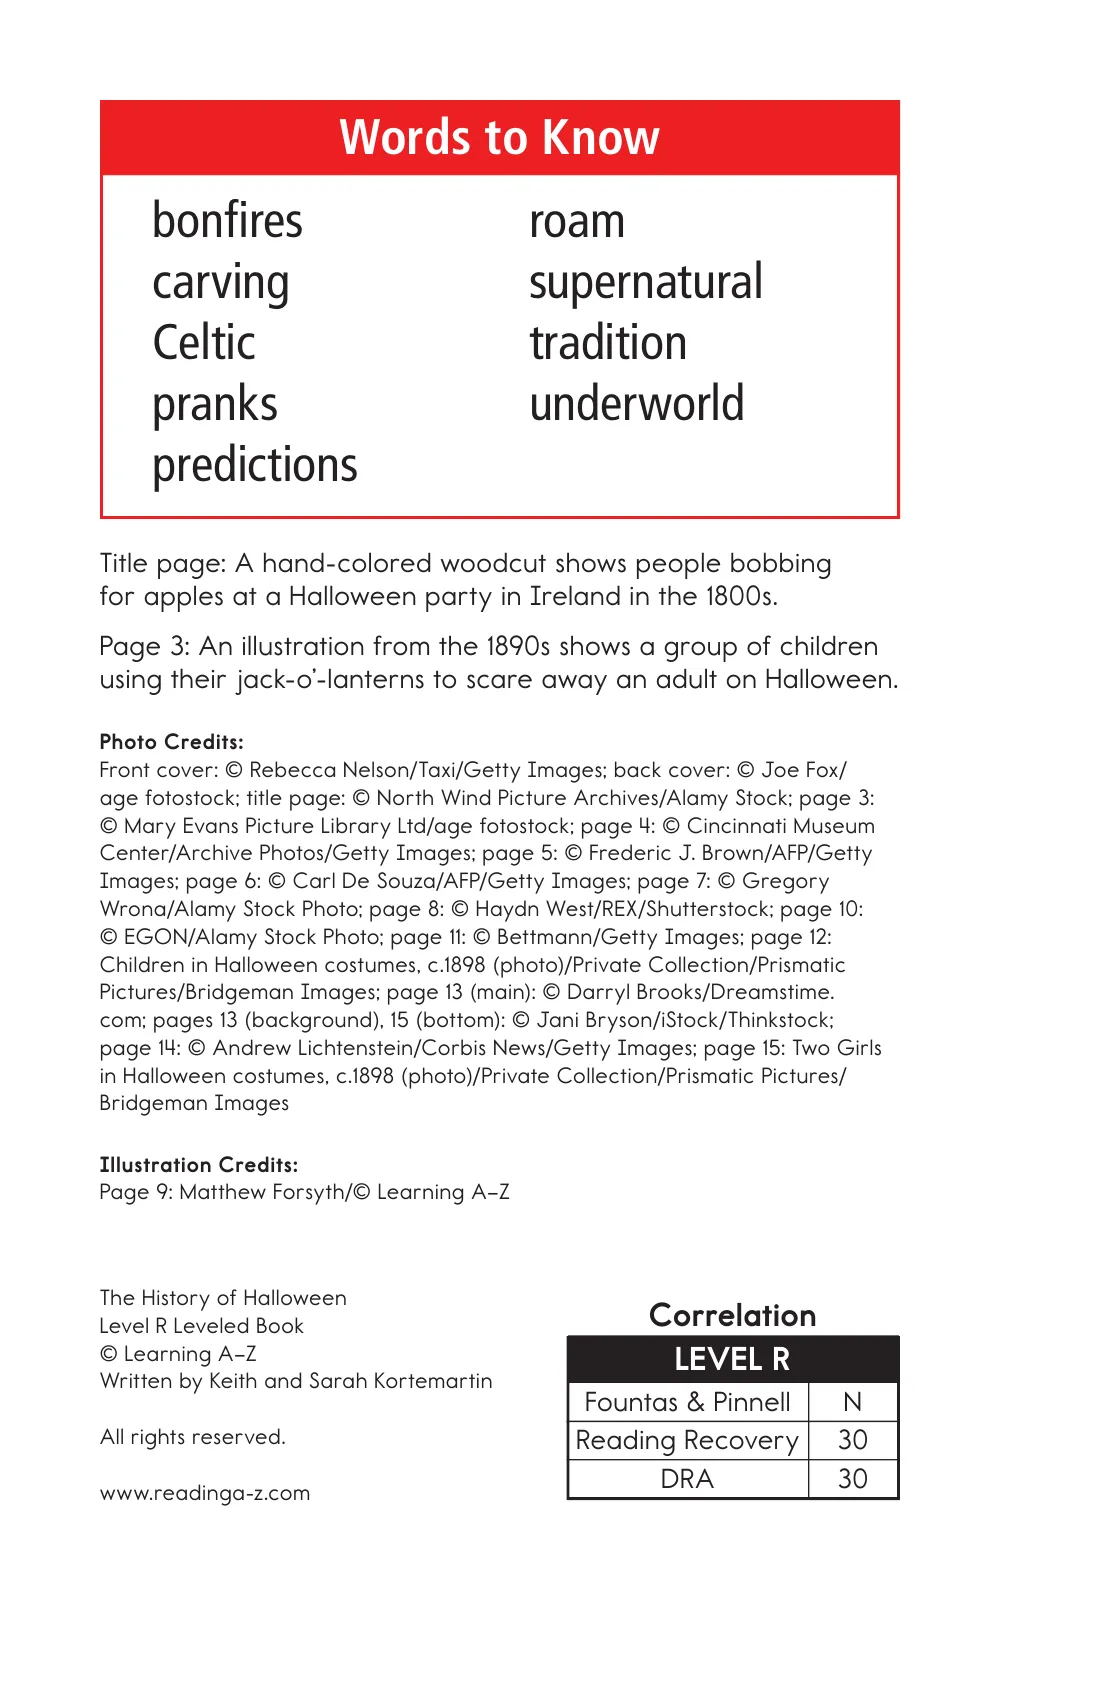 Words to Know
bonfires
carving
Celtic
pranks
predictions
roam
supernatural
tradition
underworld
Title page: A hand-colored woodcut shows people bobbing
for apples at a Halloween party in Ireland in the 1800s.
Page 3: An illustration from the 1890s shows a group of children
using their jack-o’-lanterns to scare away an adult on Halloween.
Photo Credits:
Front cover: © Rebecca Nelson/Taxi/Getty Images; back cover: © Joe Fox/
age fotostock; title page: © North Wind Picture Archives/Alamy Stock; page 3:
© Mary Evans Picture Library Ltd/age fotostock; page 4: © Cincinnati Museum
Center/Archive Photos/Getty Images; page 5: © Frederic J. Brown/AFP/Getty
Images; page 6: © Carl De Souza/AFP/Getty Images; page 7: © Gregory
Wrona/Alamy Stock Photo; page 8: © Haydn West/REX/Shutterstock; page 10:
© EGON/Alamy Stock Photo; page 11: © Bettmann/Getty Images; page 12:
Children in Halloween costumes, c.1898 (photo)/Private Collection/Prismatic
Pictures/Bridgeman Images; page 13 (main): © Darryl Brooks/Dreamstime.
com; pages 13 (background), 15 (bottom): © Jani Bryson/iStock/Thinkstock;
page 14: © Andrew Lichtenstein/Corbis News/Getty Images; page 15: Two Girls
in Halloween costumes, c.1898 (photo)/Private Collection/Prismatic Pictures/
Bridgeman Images
Illustration Credits:
Page 9: Matthew Forsyth/© Learning A–Z
The History of Halloween
Level R Leveled Book
© Learning A–Z
Written by Keith and Sarah Kortemartin
All rights reserved.
www.readinga-z.com
Correlation
LEVEL R
Fountas & Pinnell N
Reading Recovery 30
DRA 30